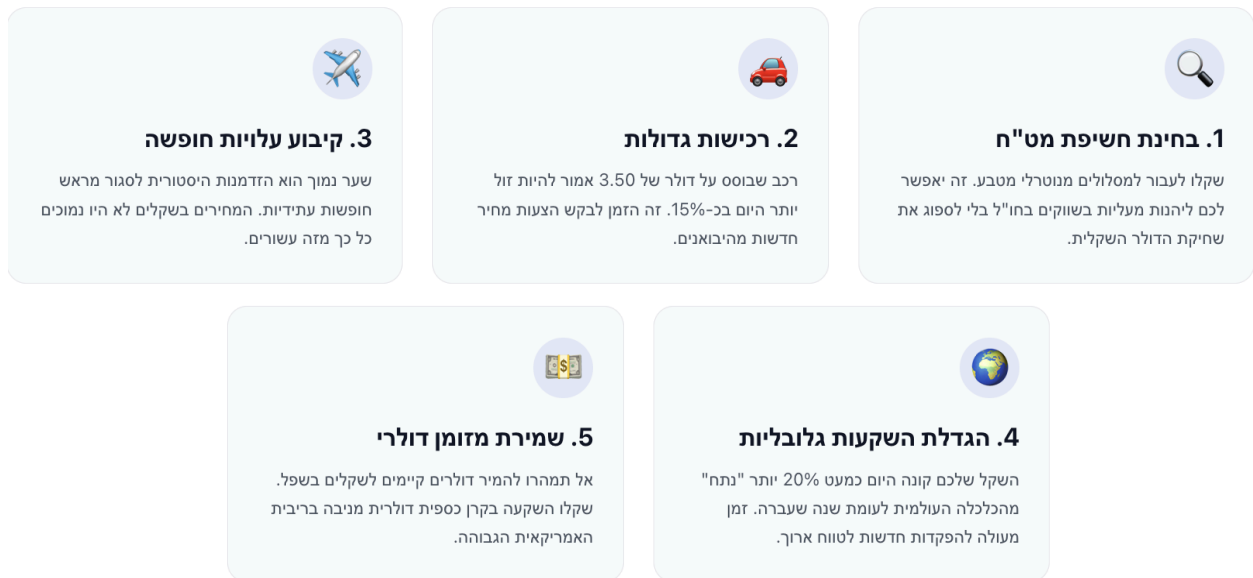 1. בחינת חשיפת מט"ח
שקלו לעבור למסלולים מנוטרלי מטבע. זה יאפשר
לכם ליהנות מעליות בשווקים בחו"ל בלי לספוג את
שחיקת הדולר השקלית.
2. רכישות גדולות
רכב שבוסס על דולר של 3.50 אמור להיות זול
יותר היום בכ-15%. זה הזמן לבקש הצעות מחיר
חדשות מהיבואנים.
3. קיבוע עלויות חופשה
שער נמוך הוא הזדמנות היסטורית לסגור מראש
חופשות עתידיות. המחירים בשקלים לא היו נמוכים
כל כך מזה עשורים.
4. הגדלת השקעות גלובליות
השקל שלכם קונה היום כמעט 20% יותר "נתח"
מהכלכלה העולמית לעומת שנה שעברה. זמן
מעולה להפקדות חדשות לטווח ארוך.
5. שמירת מזומן דולרי
אל תמהרו להמיר דולרים קיימים לשקלים בשפל.
שקלו השקעה בקרן כספית דולרית מניבה בריבית
האמריקאית הגבוהה.